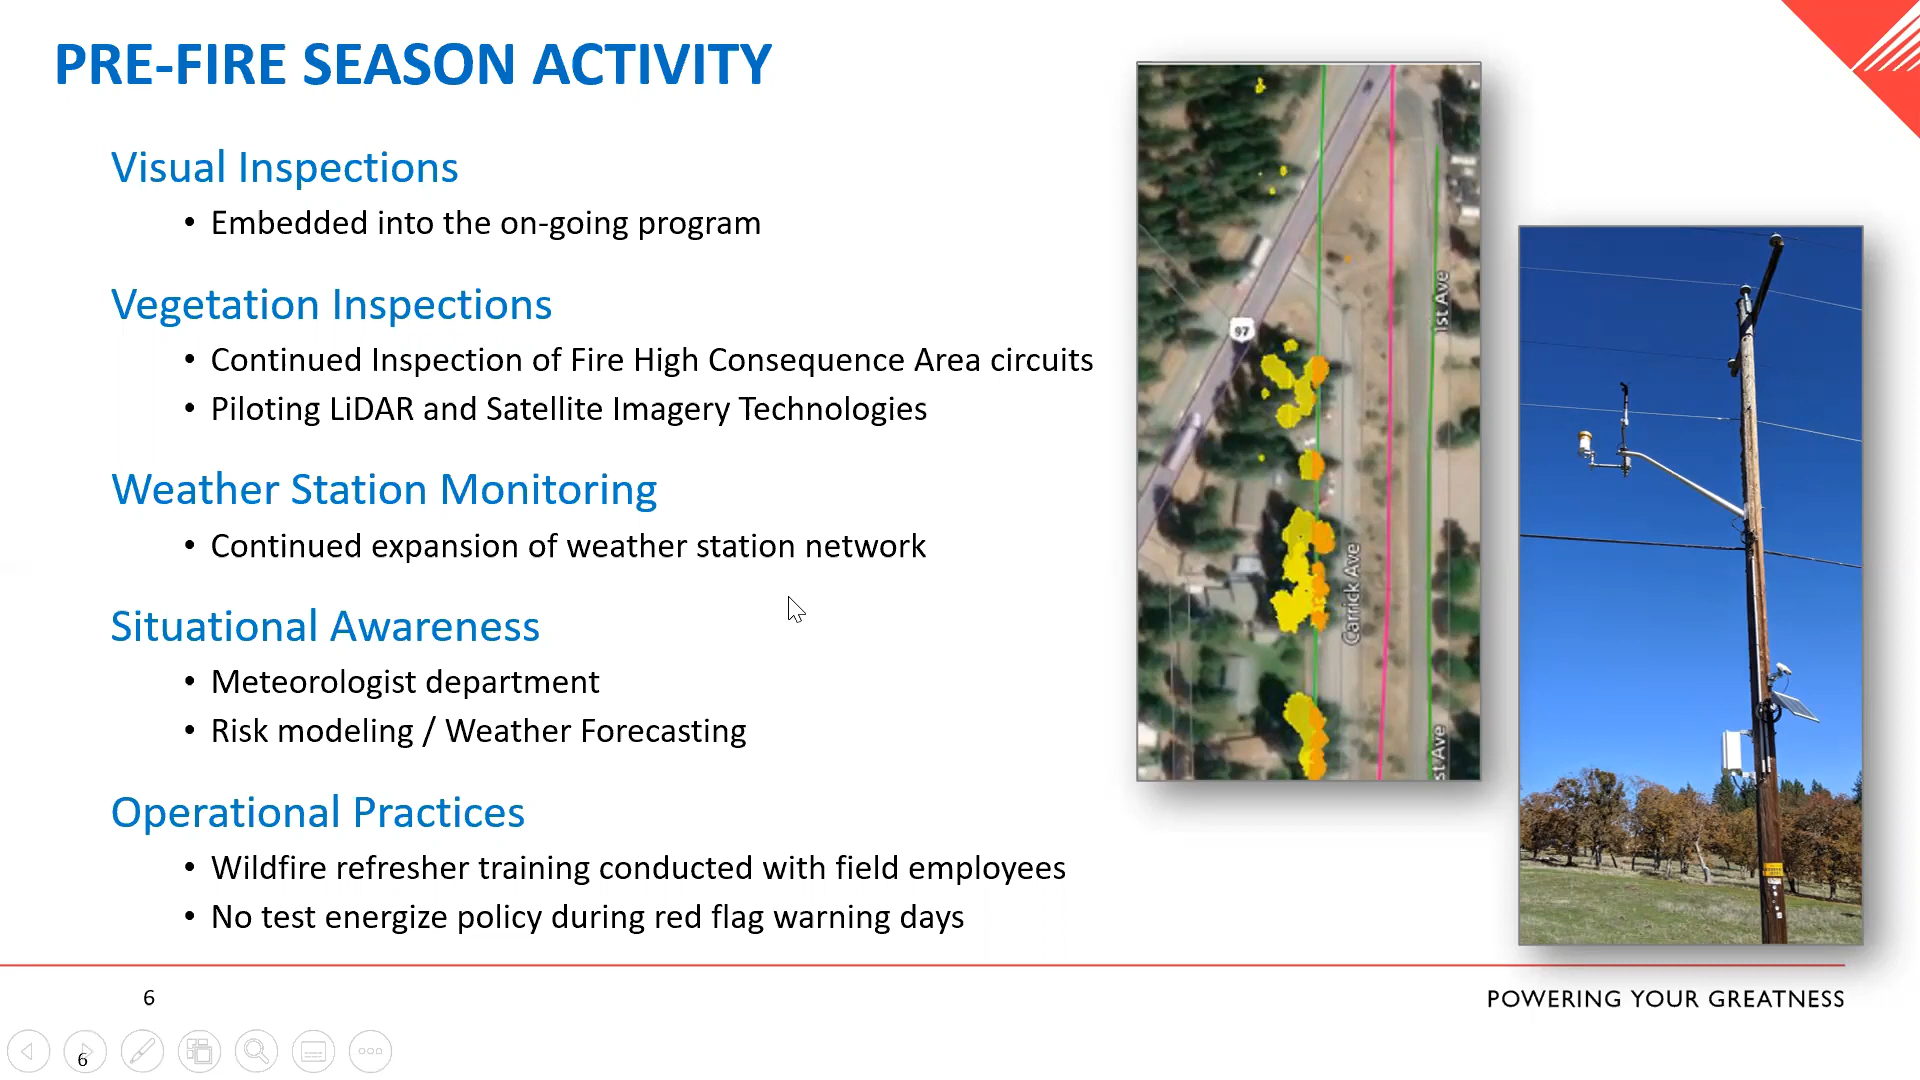 PRE-FIRE SEASON ACTIVITY
Visual Inspections
• Embedded into the on-going program
Vegetation Inspections
• Continued Inspection of Fire High Consequence Area circuits
• Piloting LiDAR and Satellite Imagery Technologies
Weather Station Monitoring
• Continued expansion of weather station network
Situational Awareness
• Meteorologist department
• Risk modeling / Weather Forecasting
Operational Practices
• Wildfire refresher training conducted with field employees
• No test energize policy during red flag warning days
97
1st Ave
Carrick Ave
st Ave
6
POWERING YOUR GREATNESS
6